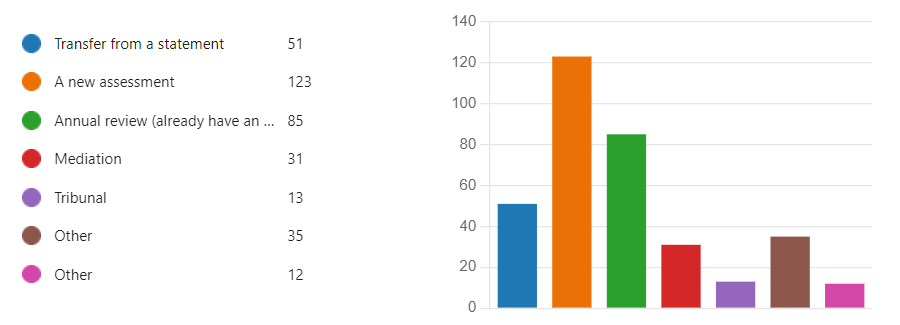 Transfer from a statement 51
A new assessment 123
Annual review (already have an ... 85
Mediation 31
Tribunal 13
Other 35
Other 12
140
120
100
80
60
40
20
0